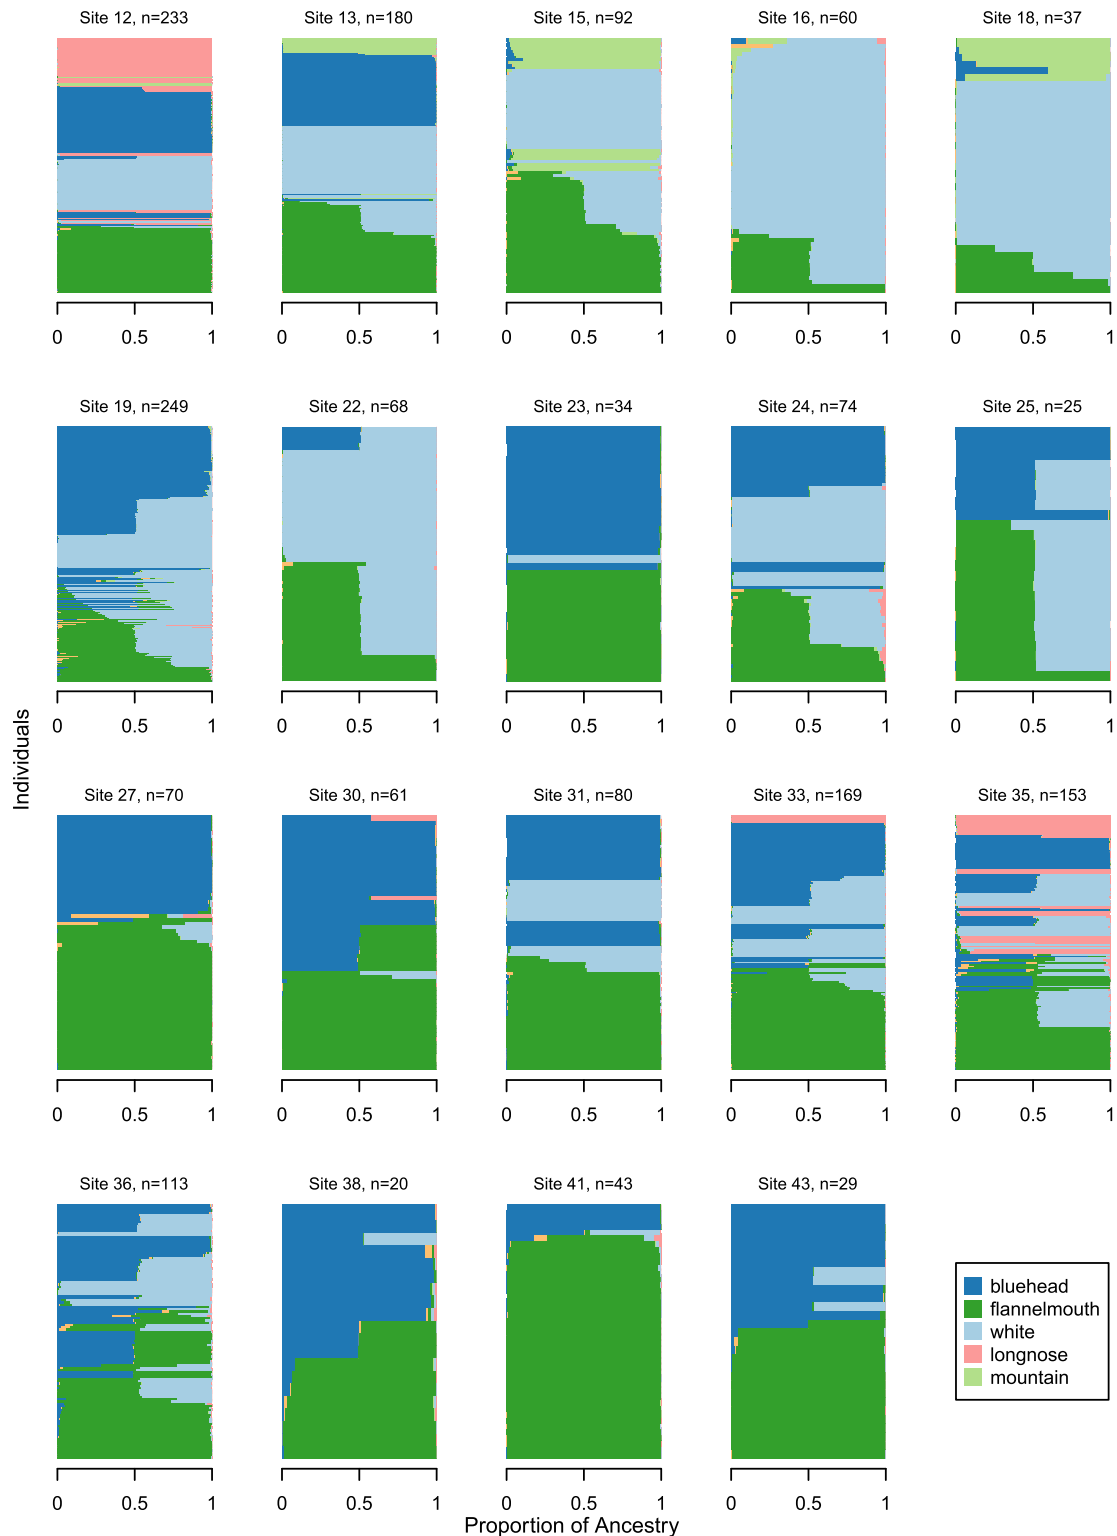 Site 12, n=233
Site 13, n=180
Site 15, n=92
Site 16, n=60
Site 18, n=37
0 0.5 1
0 0.5 1
0 0.5 1
0 0.5 1
0 0.5 1
Site 19, n=249
Site 22, n=68
Site 23, n=34
Site 24, n=74
Site 25, n=25
0 0.5 1
0 0.5 1
0 0.5 1
0 0.5 1
0 0.5 1
Individuals
Site 27, n=70
Site 30, n=61
Site 31, n=80
Site 33, n=169
Site 35, n=153
0 0.5 1
0 0.5 1
0 0.5 1
0 0.5 1
0 0.5 1
Site 36, n=113
Site 38, n=20
Site 41, n=43
Site 43, n=29
bluehead
flannelmouth
white
longnose
mountain
0 0.5 1
0 0.5 1
0 0.5 1
0 0.5 1
Proportion of Ancestry